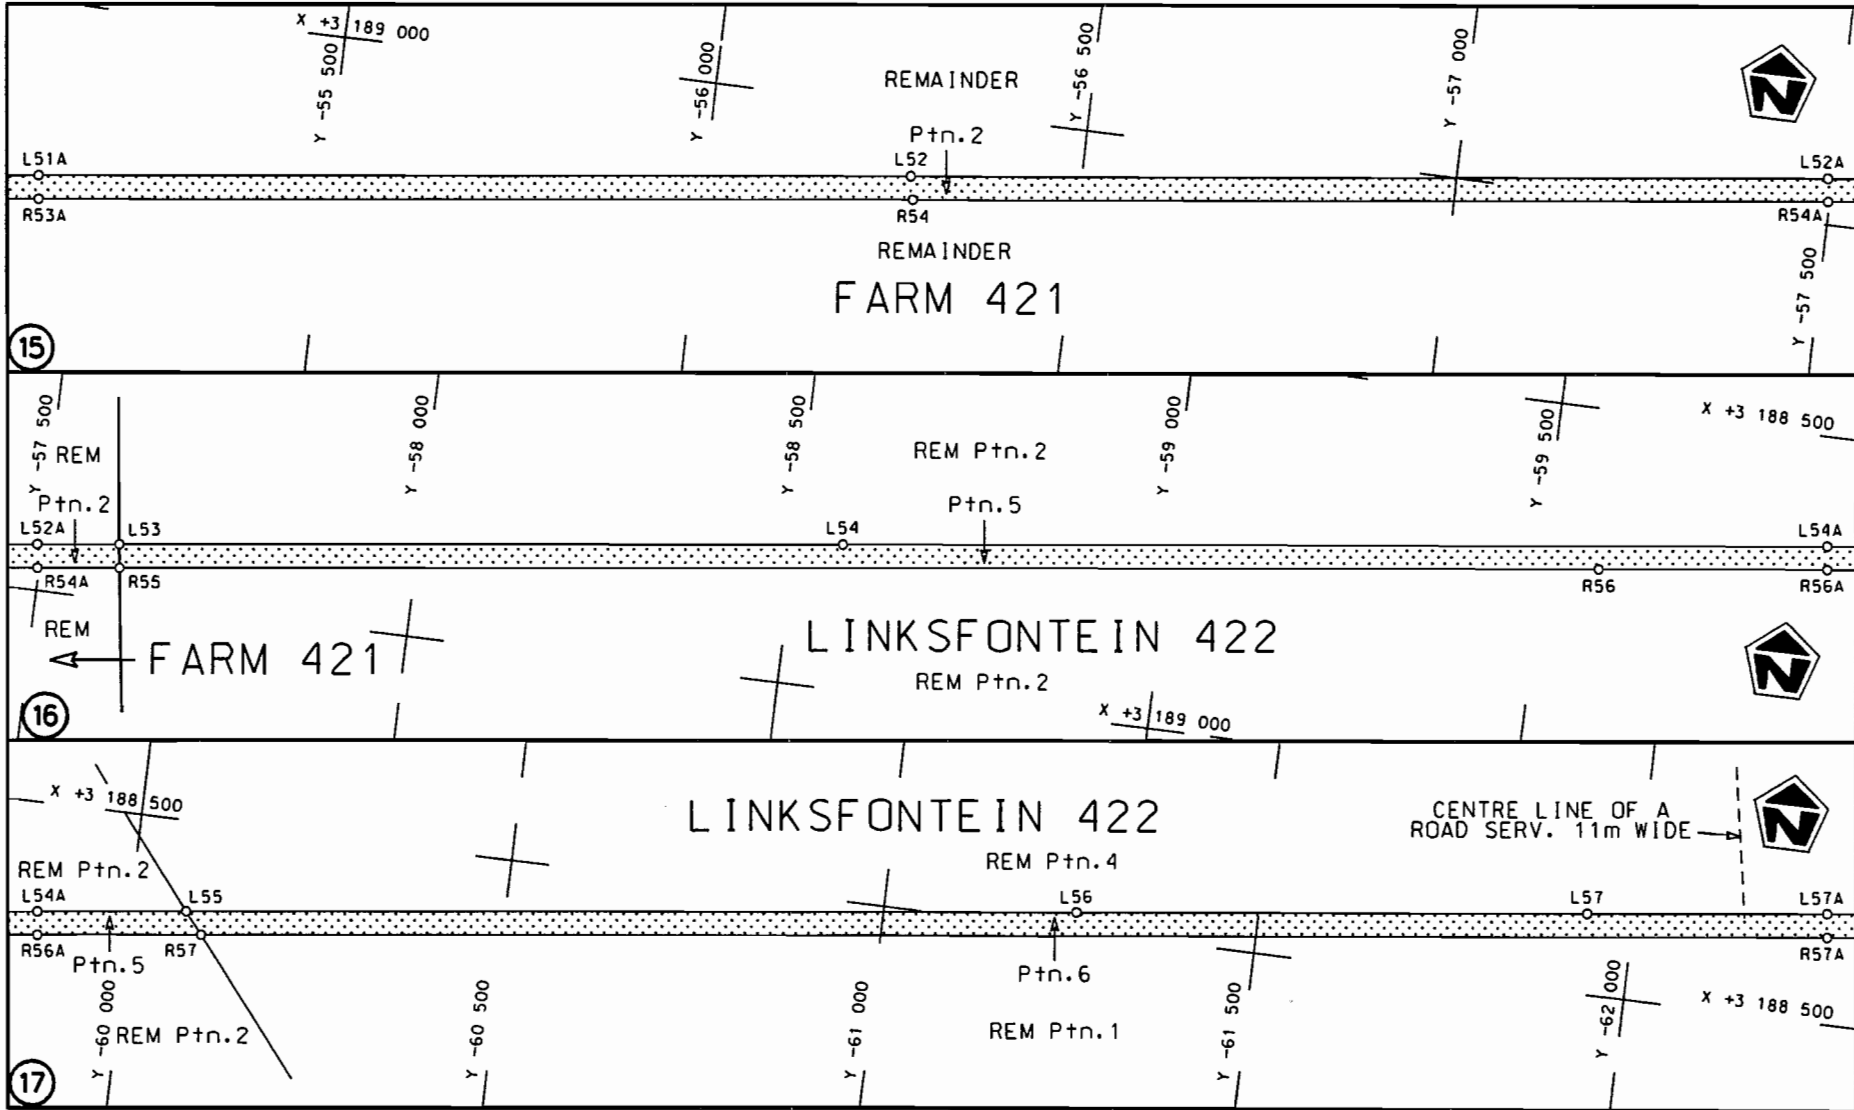 X +3 189 000
Y -55 500
Y -56 000
Y -56 500
Y -57 000
REMAINDER
Ptn.2
N
L51A
L52
L52A
R53A
R54
R54A
REMAINDER
FARM 421
Y -57 500
15
Y -57 500
Y -58 000
Y -58 500
Y -59 000
Y -59 500
X +3 188 500
REM
REM Ptn.2
Ptn.2
Ptn.5
L52A
L53
L54
L54A
R54A
R55
R56
R56A
REM
FARM 421
LINKSFONTEIN 422
REM Ptn.2
N
X +3 189 000
16
X +3 188 500
LINKSFONTEIN 422
CENTRE LINE OF A
ROAD SERV. 11m WIDE
N
REM Ptn.2
REM Ptn.4
L54A
L55
L56
L57
L57A
R56A
R57
R57A
Ptn.5
Ptn.6
Y -60 000
REM Ptn.2
Y -60 500
Y -61 000
REM Ptn.1
Y -61 500
Y -62 000
X +3 188 500
17